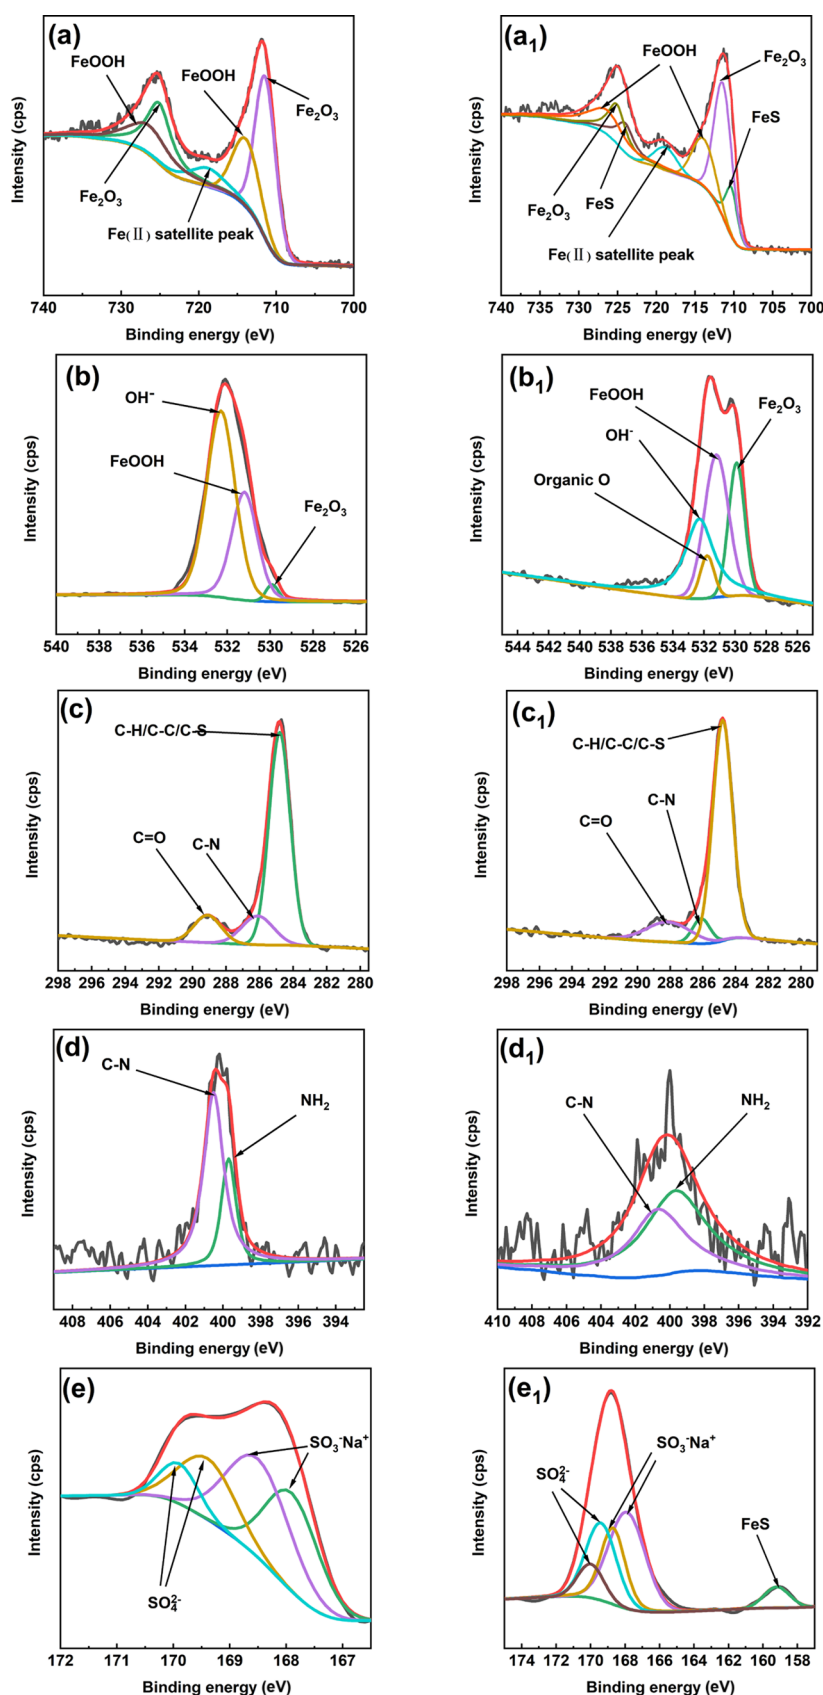 (a)
FeOOH
FeOOH
Fe₂O₃
Fe₂O₃
Fe(Ⅱ) satellite peak
Intensity (cps)
740 730 720 710 700
Binding energy (eV)
(a₁)
FeOOH
Fe₂O₃
FeS
Fe₂O₃
FeS
Fe(Ⅱ) satellite peak
Intensity (cps)
740 735 730 725 720 715 710 705 700
Binding energy (eV)
(b)
OH⁻
FeOOH
Fe₂O₃
Intensity (cps)
540 538 536 534 532 530 528 526
Binding energy (eV)
(b₁)
FeOOH
Fe₂O₃
OH⁻
Organic O
Intensity (cps)
544 542 540 538 536 534 532 530 528 526
Binding energy (eV)
(c)
C-H/C-C/C-S
C=O
C-N
Intensity (cps)
298 296 294 292 290 288 286 284 282 280
Binding energy (eV)
(c₁)
C-H/C-C/C-S
C-N
C=O
Intensity (cps)
298 296 294 292 290 288 286 284 282 280
Binding energy (eV)
(d)
C-N
NH₂
Intensity (cps)
408 406 404 402 400 398 396 394
Binding energy (eV)
(d₁)
C-N
NH₂
Intensity (cps)
410 408 406 404 402 400 398 396 394 392
Binding energy (eV)
(e)
SO₃⁻Na⁺
SO₄²⁻
Intensity (cps)
172 171 170 169 168 167
Binding energy (eV)
(e₁)
SO₃⁻Na⁺
SO₄²⁻
FeS
Intensity (cps)
174 172 170 168 166 164 162 160 158
Binding energy (eV)